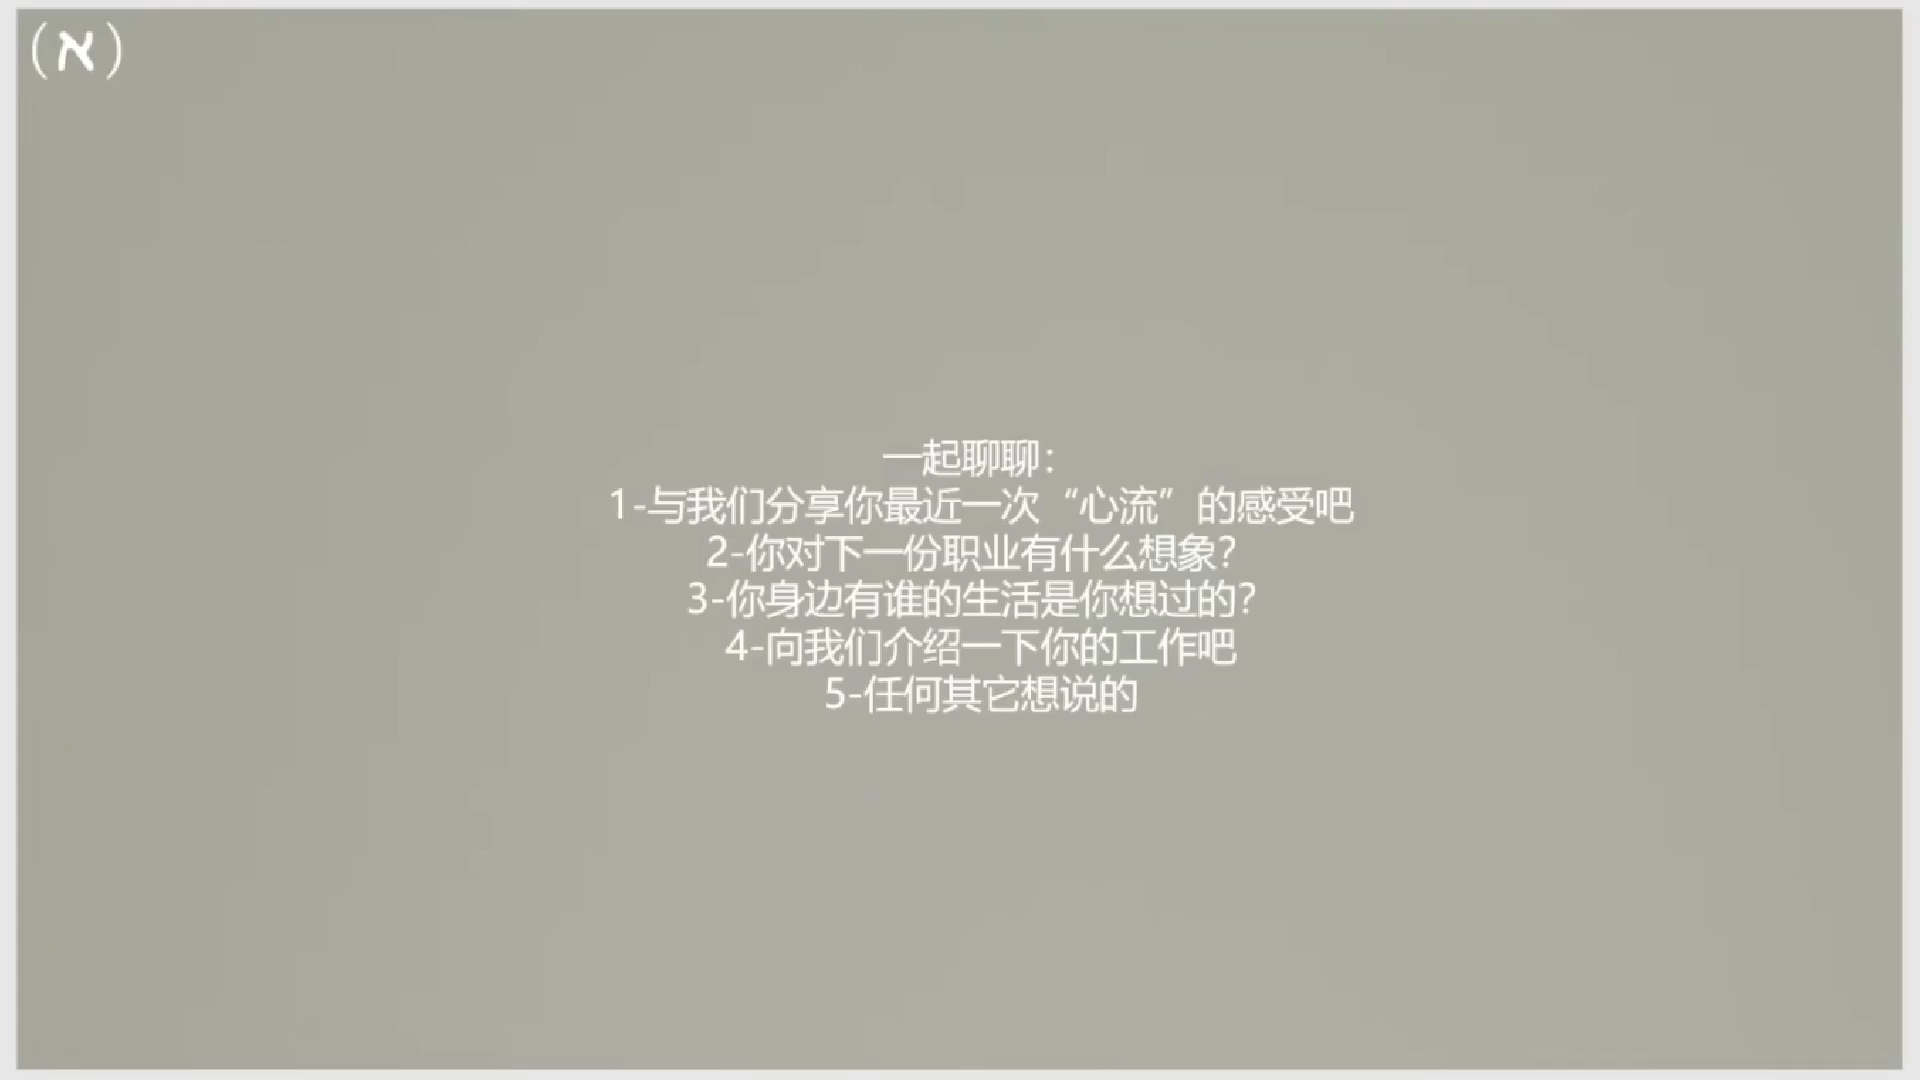 (א)
一起聊聊：
1-与我们分享你最近一次“心流”的感受吧
2-你对下一份职业有什么想象？
3-你身边有谁的生活是你想过的？
4-向我们介绍一下你的工作吧
5-任何其它想说的